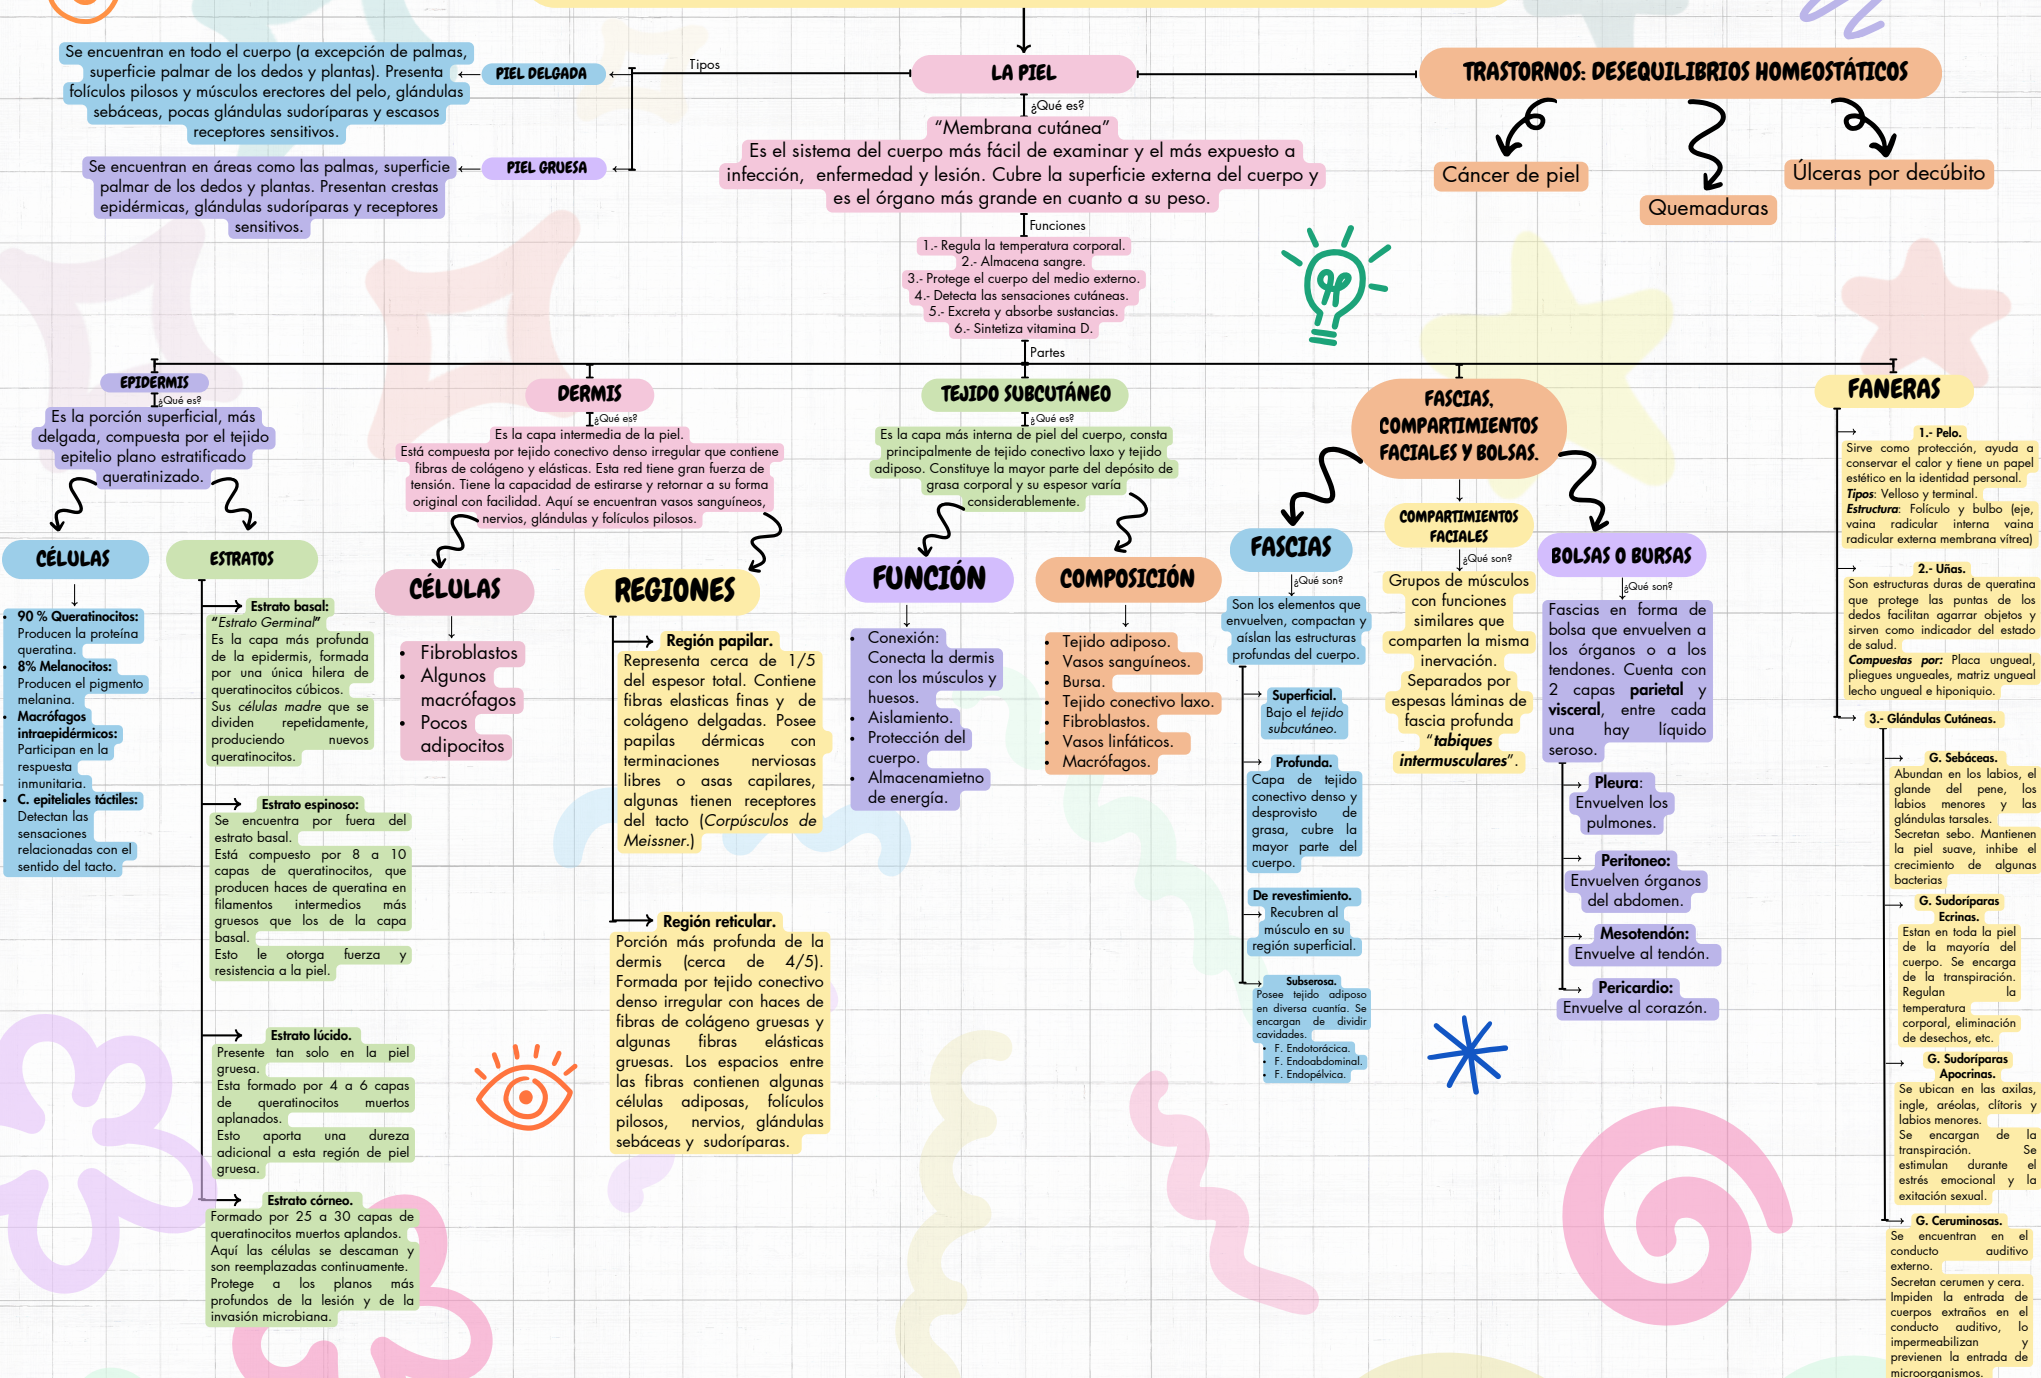 LA PIEL
¿Qué es?
“Membrana cutánea”
Es el sistema del cuerpo más fácil de examinar y el más expuesto a
infección, enfermedad y lesión. Cubre la superficie externa del cuerpo y
es el órgano más grande en cuanto a su peso.
Tipos
PIEL DELGADA
Se encuentran en todo el cuerpo (a excepción de palmas,
superficie palmar de los dedos y plantas). Presenta
folículos pilosos y músculos erectores del pelo, glándulas
sebáceas, pocas glándulas sudoríparas y escasos
receptores sensitivos.
PIEL GRUESA
Se encuentran en áreas como las palmas, superficie
palmar de los dedos y plantas. Presentan crestas
epidérmicas, glándulas sudoríparas y receptores
sensitivos.
TRASTORNOS: DESEQUILIBRIOS HOMEOSTÁTICOS
Cáncer de piel
Quemaduras
Úlceras por decúbito
Funciones
1.- Regula la temperatura corporal.
2.- Almacena sangre.
3.- Protege el cuerpo del medio externo.
4.- Detecta las sensaciones cutáneas.
5.- Excreta y absorbe sustancias.
6.- Sintetiza vitamina D.
Partes
EPIDERMIS
¿Qué es?
Es la porción superficial, más
delgada, compuesta por el tejido
epitelio plano estratificado
queratinizado.
CÉLULAS
• 90 % Queratinocitos:
Producen la proteína
queratina.
• 8% Melanocitos:
Producen el pigmento
melanina.
• Macrófagos
intraepidérmicos:
Participan en la
respuesta
inmunitaria.
• C. epiteliales táctiles:
Detectan las
sensaciones
relacionadas con el
sentido del tacto.
ESTRATOS
Estrato basal:
“Estrato Germinal”
Es la capa más profunda
de la epidermis, formada
por una única hilera de
queratinocitos cúbicos.
Sus células madre que se
dividen repetidamente,
produciendo nuevos
queratinocitos.
Estrato espinoso:
Se encuentra por fuera del
estrato basal.
Está compuesto por 8 a 10
capas de queratinocitos, que
producen haces de queratina en
filamentos intermedios más
gruesos que los de la capa
basal.
Esto le otorga fuerza y
resistencia a la piel.
Estrato lúcido.
Presente tan solo en la piel
gruesa.
Esta formado por 4 a 6 capas
de queratinocitos muertos
aplanados.
Esto aporta una dureza
adicional a esta región de piel
gruesa.
Estrato córneo.
Formado por 25 a 30 capas de
queratinocitos muertos aplandos.
Aquí las células se descaman y
son reemplazadas continuamente.
Protege a los planos más
profundos de la lesión y de la
invasión microbiana.
DERMIS
¿Qué es?
Es la capa intermedia de la piel.
Está compuesta por tejido conectivo denso irregular que contiene
fibras de colágeno y elásticas. Esta red tiene gran fuerza de
tensión. Tiene la capacidad de estirarse y retornar a su forma
original con facilidad. Aquí se encuentran vasos sanguíneos,
nervios, glándulas y folículos pilosos.
CÉLULAS
• Fibroblastos
• Algunos
macrófagos
• Pocos
adipocitos
REGIONES
Región papilar.
Representa cerca de 1/5
del espesor total. Contiene
fibras elasticas finas y de
colágeno delgadas. Posee
papilas dérmicas con
terminaciones nerviosas
libres o asas capilares,
algunas tienen receptores
del tacto (Corpúsculos de
Meissner.)
Región reticular.
Porción más profunda de la
dermis (cerca de 4/5).
Formada por tejido conectivo
denso irregular con haces de
fibras de colágeno gruesas y
algunas fibras elásticas
gruesas. Los espacios entre
las fibras contienen algunas
células adiposas, folículos
pilosos, nervios, glándulas
sebáceas y sudoríparas.
TEJIDO SUBCUTÁNEO
¿Qué es?
Es la capa más interna de piel del cuerpo, consta
principalmente de tejido conectivo laxo y tejido
adiposo. Constituye la mayor parte del depósito de
grasa corporal y su espesor varía
considerablemente.
FUNCIÓN
• Conexión:
Conecta la dermis
con los músculos y
huesos.
• Aislamiento.
• Protección del
cuerpo.
• Almacenamietno
de energía.
COMPOSICIÓN
• Tejido adiposo.
• Vasos sanguíneos.
• Bursa.
• Tejido conectivo laxo.
• Fibroblastos.
• Vasos linfáticos.
• Macrófagos.
FASCIAS,
COMPARTIMIENTOS
FACIALES Y BOLSAS.
FASCIAS
¿Qué son?
Son los elementos que
envuelven, compactan y
aíslan las estructuras
profundas del cuerpo.
Superficial.
Bajo el tejido
subcutáneo.
Profunda.
Capa de tejido
conectivo denso y
desprovisto de
grasa, cubre la
mayor parte del
cuerpo.
De revestimiento.
Recubren al
músculo en su
región superficial.
Subserosa.
Posee tejido adiposo
en diversa cuantía. Se
encargan de dividir
cavidades.
• F. Endotorácica.
• F. Endoabdominal.
• F. Endopélvica.
COMPARTIMIENTOS
FACIALES
¿Qué son?
Grupos de músculos
con funciones
similares que
comparten la misma
inervación.
Separados por
espesas láminas de
fascia profunda
“tabiques
intermusculares”.
BOLSAS O BURSAS
¿Qué son?
Fascias en forma de
bolsa que envuelven a
los órganos o a los
tendones. Cuenta con
2 capas parietal y
visceral, entre cada
una hay líquido
seroso.
Pleura:
Envuelven los
pulmones.
Peritoneo:
Envuelven órganos
del abdomen.
Mesotendón:
Envuelve al tendón.
Pericardio:
Envuelve al corazón.
FANERAS
1.- Pelo.
Sirve como protección, ayuda a
conservar el calor y tiene un papel
estético en la identidad personal.
Tipos: Velloso y terminal.
Estructura: Folículo y bulbo (eje,
vaina radicular interna vaina
radicular externa membrana vítrea)
2.- Uñas.
Son estructuras duras de queratina
que protege las puntas de los
dedos facilitan agarrar objetos y
sirven como indicador del estado
de salud.
Compuestas por: Placa ungueal,
pliegues ungueales, matriz ungueal
lecho ungueal e hiponiquio.
3.- Glándulas Cutáneas.
G. Sebáceas.
Abundan en los labios, el
glande del pene, los
labios menores y las
glándulas tarsales.
Secretan sebo. Mantienen
la piel suave, inhibe el
crecimiento de algunas
bacterias
G. Sudoríparas
Ecrinas.
Estan en toda la piel
de la mayoría del
cuerpo. Se encarga
de la transpiración.
Regulan la
temperatura
corporal, eliminación
de desechos, etc.
G. Sudoríparas
Apocrinas.
Se ubican en las axilas,
ingle, aréolas, clítoris y
labios menores.
Se encargan de la
transpiración. Se
estimulan durante el
estrés emocional y la
exitación sexual.
G. Ceruminosas.
Se encuentran en el
conducto auditivo
externo.
Secretan cerumen y cera.
Impiden la entrada de
cuerpos extraños en el
conducto auditivo, lo
impermeabilizan y
previenen la entrada de
microorganismos.